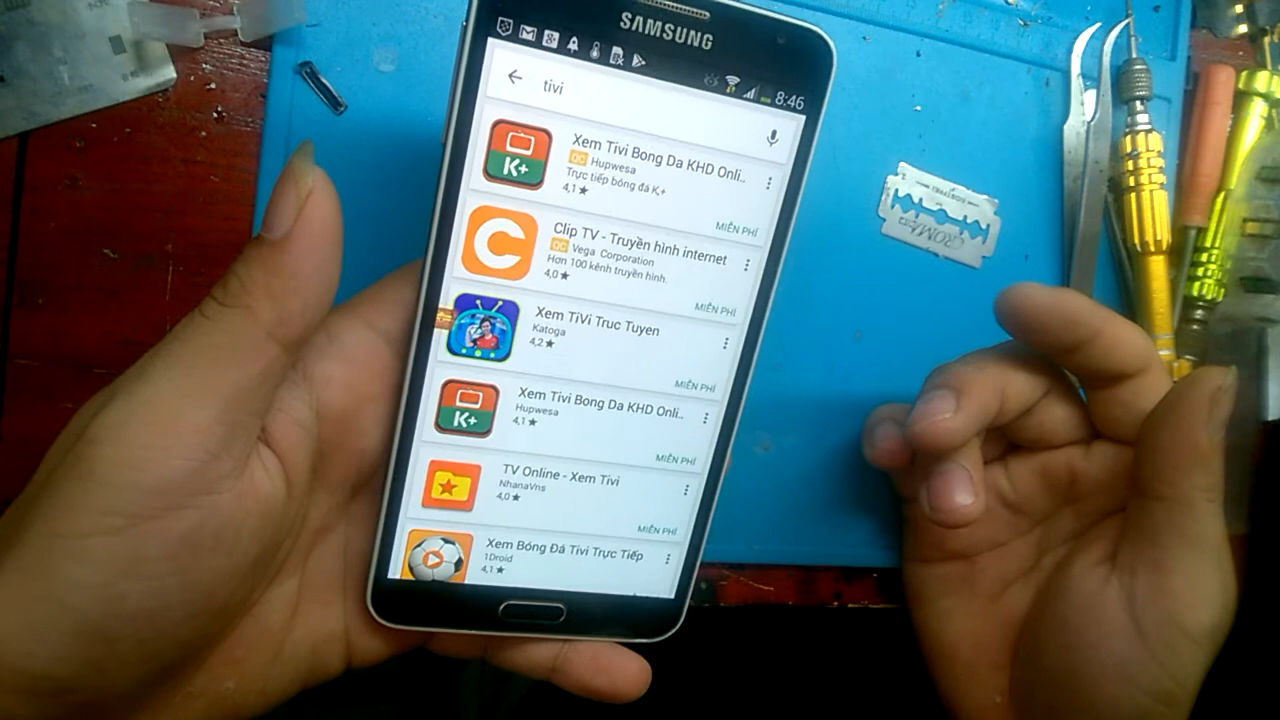 SAMSUNG
8:46
tivi
Xem Tivi Bong Da KHD Onli..
QC Hupwesa
Trực tiếp bóng đá K+
4,1★
MIỄN PHÍ
K+
Clip TV - Truyền hình internet
QC Vega Corporation
Hơn 100 kênh truyền hình.
4,0★
MIỄN PHÍ
Xem TiVi Truc Tuyen
Katoga
4,2★
MIỄN PHÍ
Xem Tivi Bong Da KHD Onli..
Hupwesa
4,1★
MIỄN PHÍ
K+
TV Online - Xem Tivi
NhanaVns
4,0★
MIỄN PHÍ
Xem Bóng Đá Tivi Trực Tiếp
1Droid
4,1★